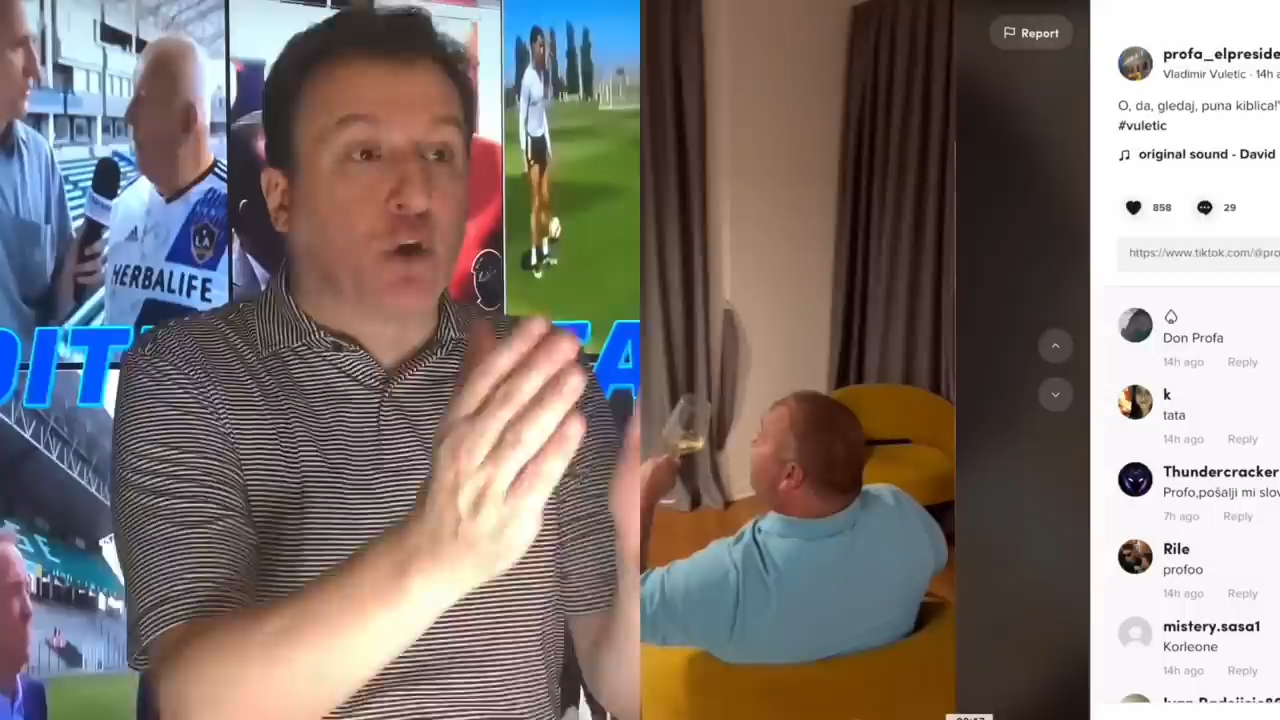 LA
HERBALIFE
DIT
Report
profa_elpreside
Vladimir Vuletic · 14h a
O, da, gledaj, puna kiblica!
#vuletic
original sound - David
858
29
https://www.tiktok.com/@pro
Don Profa
14h ago Reply
k
tata
14h ago Reply
Thundercracker
Profo,pošalji mi slo
7h ago Reply
Rile
profoo
14h ago Reply
mistery.sasa1
Korleone
14h ago Reply